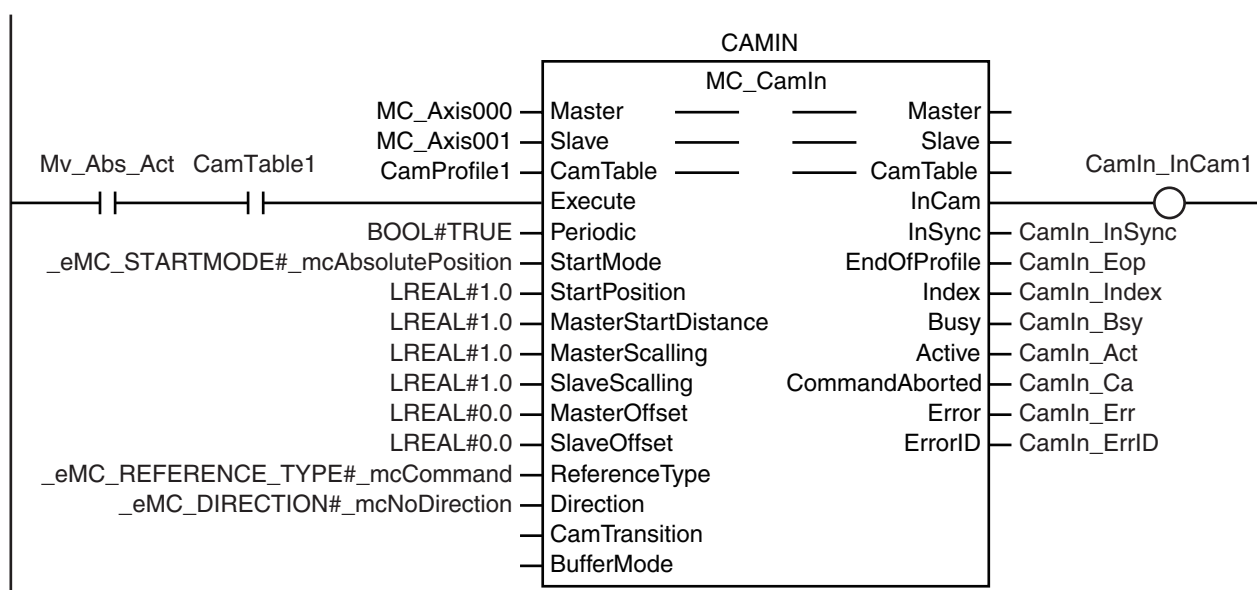 CAMIN
MC_CamIn
MC_Axis000 Master Master
MC_Axis001 Slave Slave
Mv_Abs_Act CamTable1 CamProfile1 CamTable CamTable CamIn_InCam1
Execute InCam
BOOL#TRUE Periodic InSync CamIn_InSync
_eMC_STARTMODE#_mcAbsolutePosition StartMode EndOfProfile CamIn_Eop
LREAL#1.0 StartPosition Index CamIn_Index
LREAL#1.0 MasterStartDistance Busy CamIn_Bsy
LREAL#1.0 MasterScalling Active CamIn_Act
LREAL#1.0 SlaveScalling CommandAborted CamIn_Ca
LREAL#0.0 MasterOffset Error CamIn_Err
LREAL#0.0 SlaveOffset ErrorID CamIn_ErrID
_eMC_REFERENCE_TYPE#_mcCommand ReferenceType
_eMC_DIRECTION#_mcNoDirection Direction
CamTransition
BufferMode